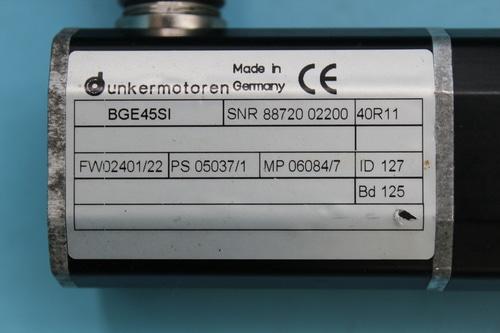 dunkermotoren Made in Germany CE
BGE45SI SNR 88720 02200 40R11
FW02401/22 PS 05037/1 MP 06084/7 ID 127
Bd 125